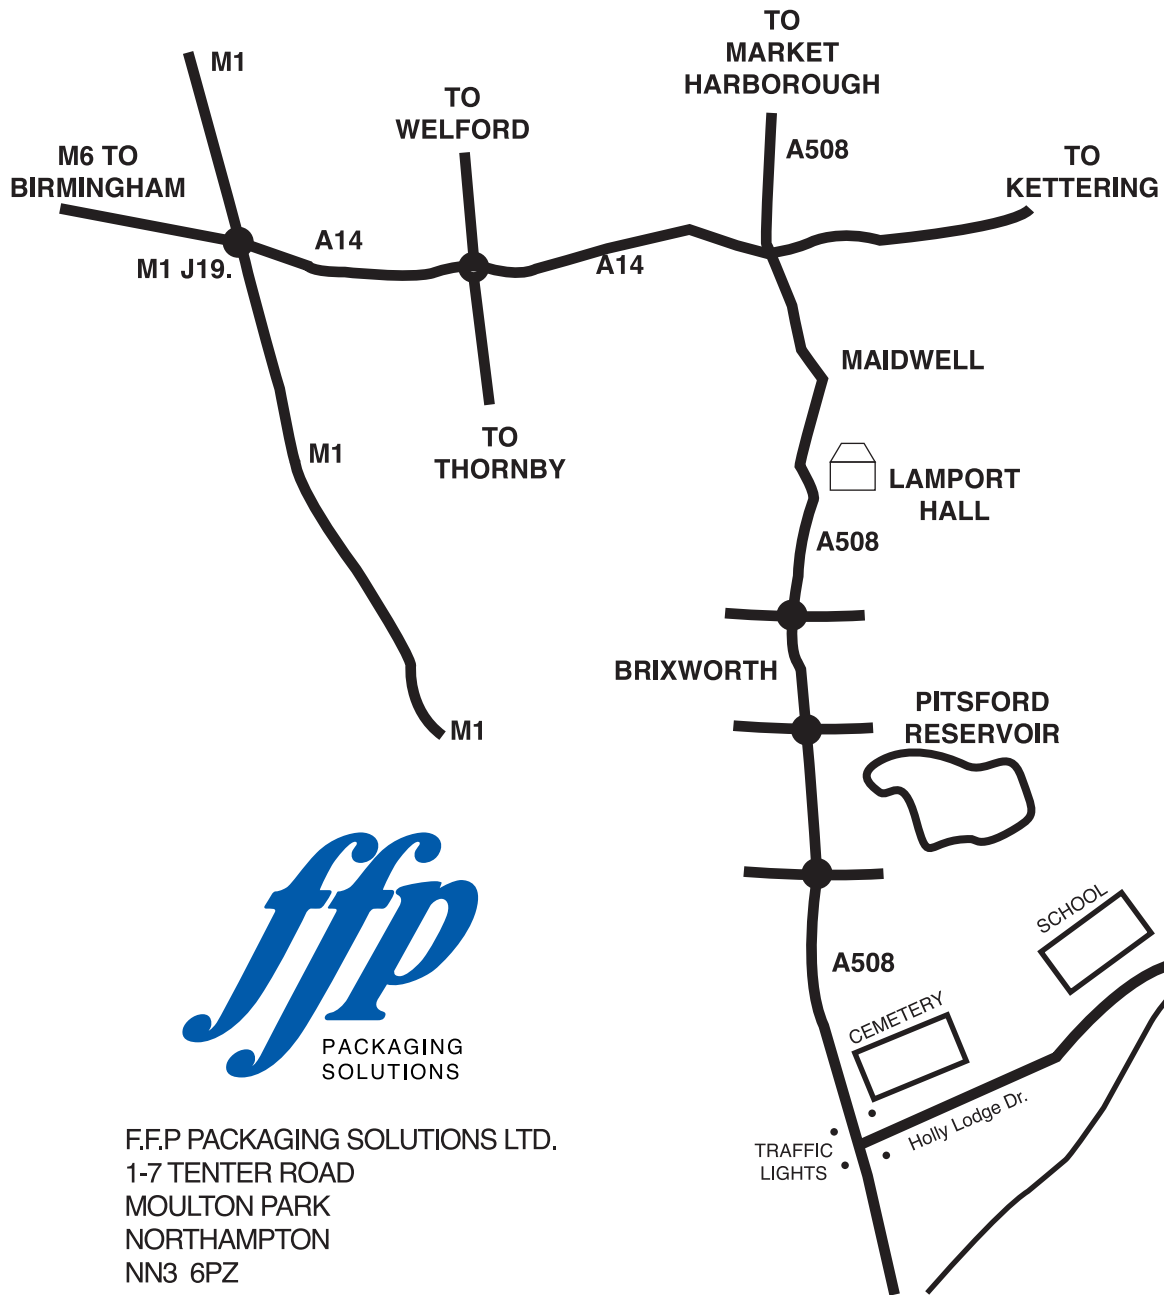 M1
TO
MARKET
HARBOROUGH
TO
WELFORD
A508
M6 TO
BIRMINGHAM
TO
KETTERING
A14
M1 J19.
A14
MAIDWELL
TO
THORNBY
M1
LAMPORT
HALL
A508
BRIXWORTH
PITSFORD
RESERVOIR
M1
ffp
PACKAGING
SOLUTIONS
SCHOOL
A508
CEMETERY
Holly Lodge Dr.
TRAFFIC
LIGHTS
F.F.P PACKAGING SOLUTIONS LTD.
1-7 TENTER ROAD
MOULTON PARK
NORTHAMPTON
NN3 6PZ